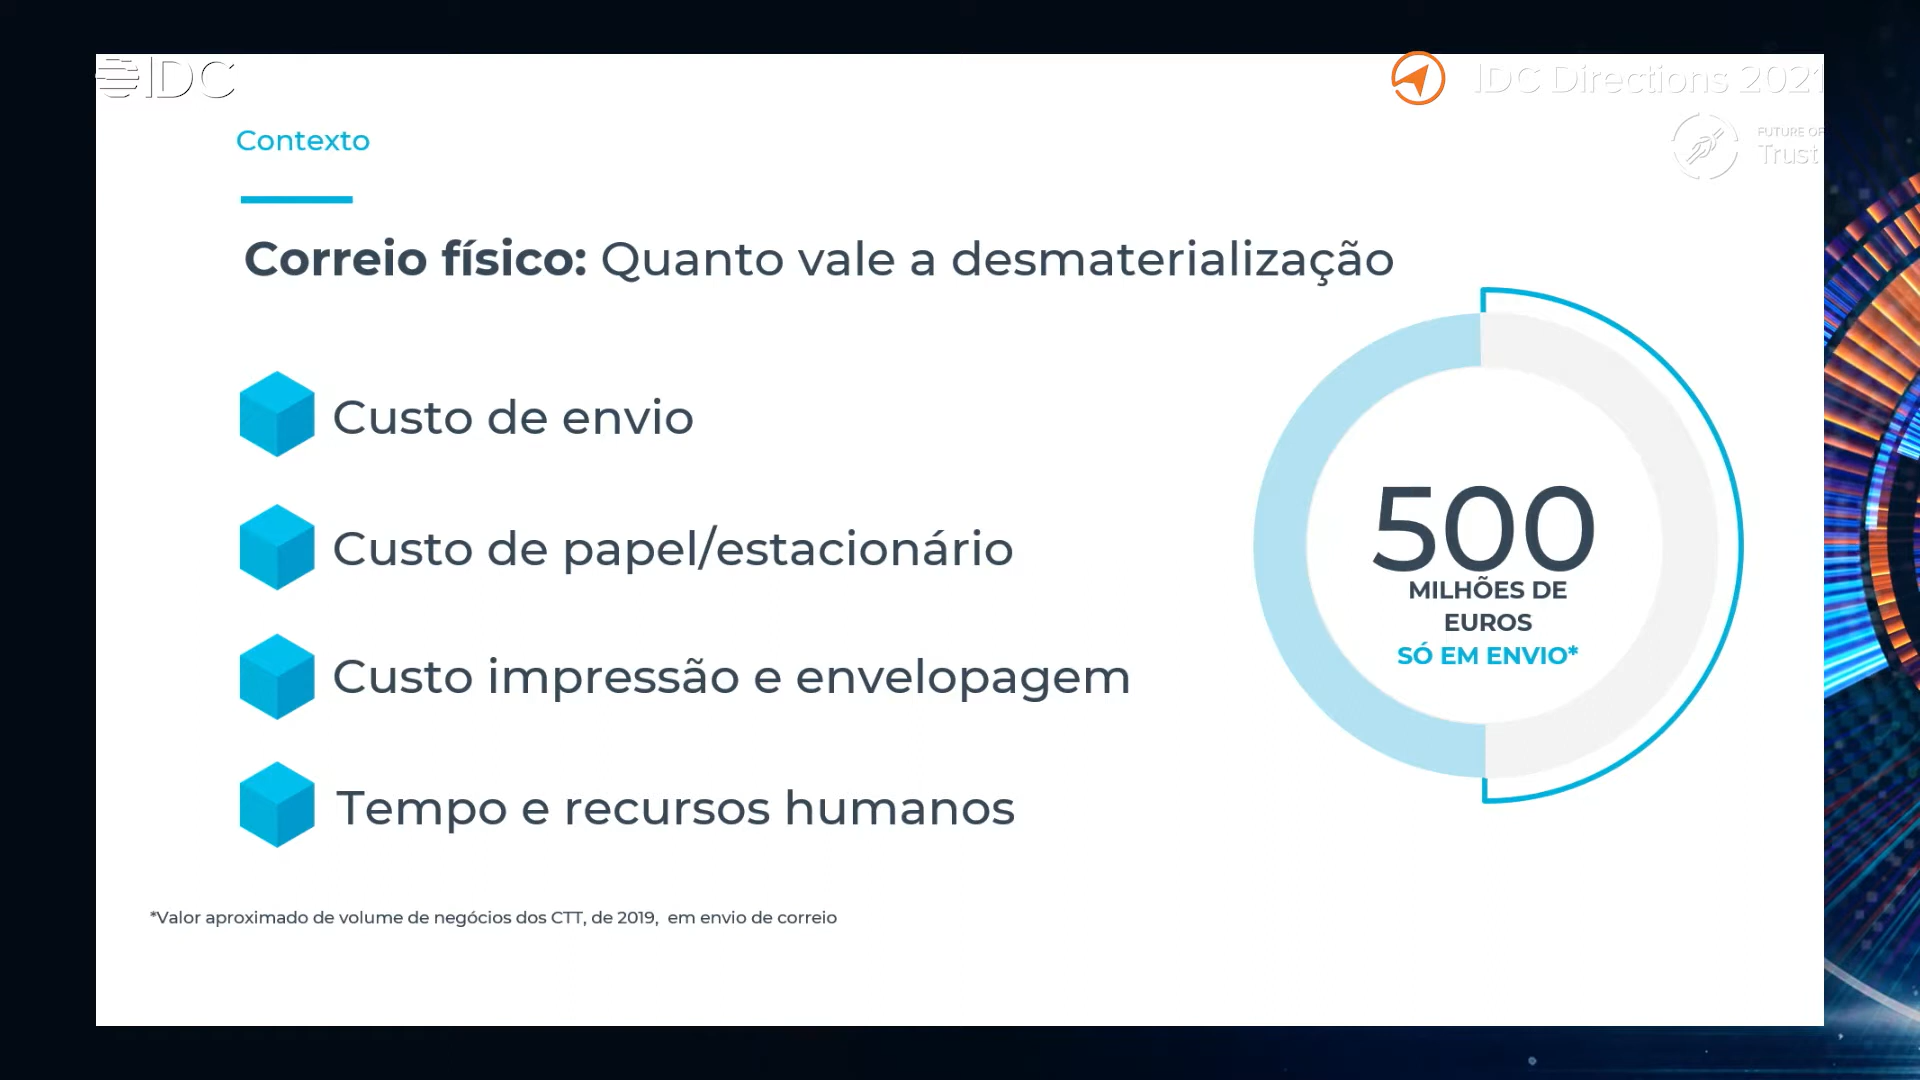 IDC
IDC Directions 2021
FUTURE OF
Trust
Contexto
Correio físico: Quanto vale a desmaterialização
Custo de envio
Custo de papel/estacionário
Custo impressão e envelopagem
Tempo e recursos humanos
500
MILHÕES DE
EUROS
SÓ EM ENVIO*
*Valor aproximado de volume de negócios dos CTT, de 2019, em envio de correio